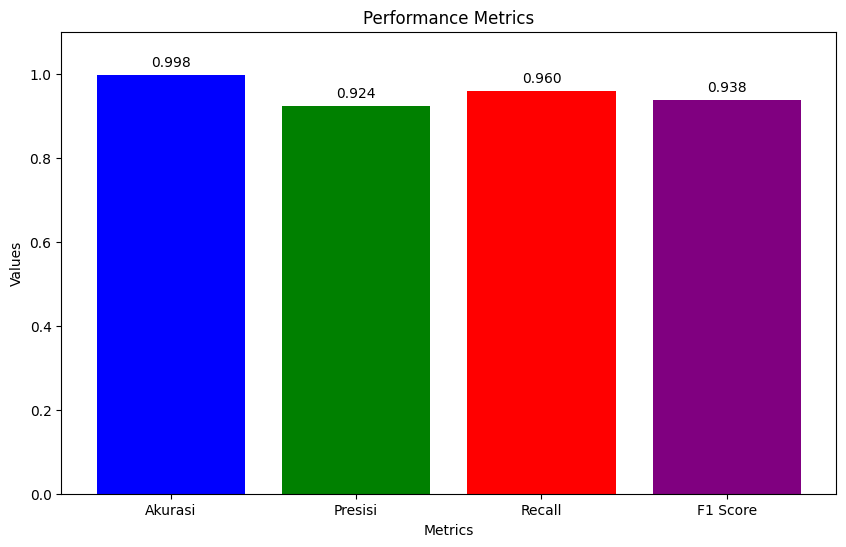 Performance Metrics
0.998
0.924
0.960
0.938
1.0
0.8
0.6
0.4
0.2
0.0
Values
Akurasi
Presisi
Recall
F1 Score
Metrics